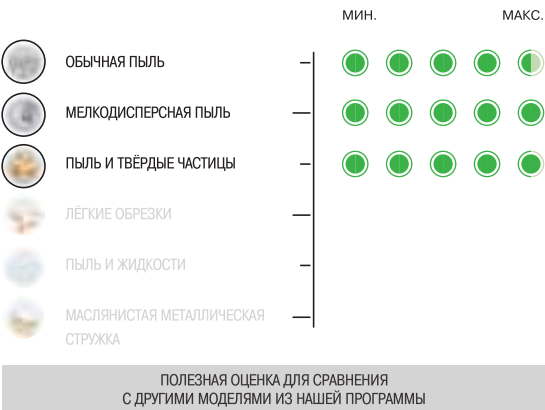 МИН. МАКС.
ОБЫЧНАЯ ПЫЛЬ
МЕЛКОДИСПЕРСНАЯ ПЫЛЬ
ПЫЛЬ И ТВЁРДЫЕ ЧАСТИЦЫ
ЛЁГКИЕ ОБРЕЗКИ
ПЫЛЬ И ЖИДКОСТИ
МАСЛЯНИСТАЯ МЕТАЛЛИЧЕСКАЯ
СТРУЖКА
ПОЛЕЗНАЯ ОЦЕНКА ДЛЯ СРАВНЕНИЯ
С ДРУГИМИ МОДЕЛЯМИ ИЗ НАШЕЙ ПРОГРАММЫ